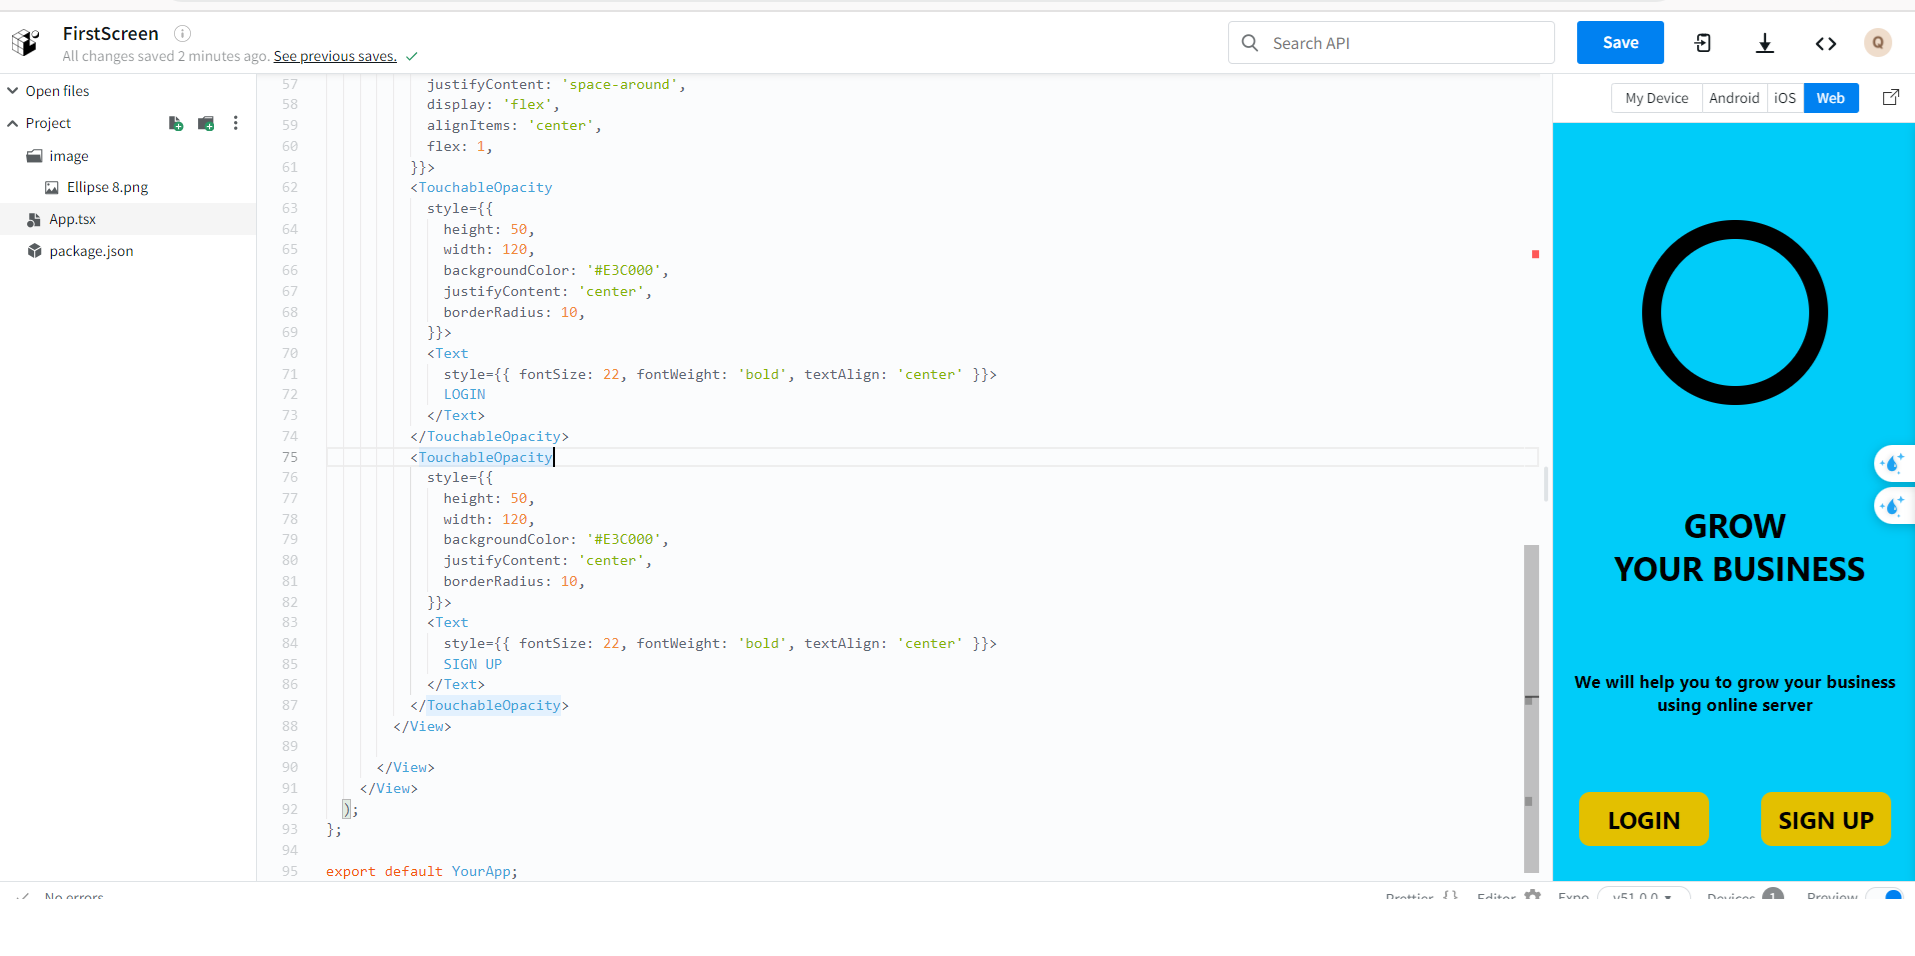 FirstScreen
All changes saved 2 minutes ago. See previous saves.
Search API
Save
Q
Open files
Project
image
Ellipse 8.png
App.tsx
package.json
57 justifyContent: 'space-around',
58 display: 'flex',
59 alignItems: 'center',
60 flex: 1,
61 }}>
62 <TouchableOpacity
63 style={{
64 height: 50,
65 width: 120,
66 backgroundColor: '#E3C000',
67 justifyContent: 'center',
68 borderRadius: 10,
69 }}>
70 <Text
71 style={{ fontSize: 22, fontWeight: 'bold', textAlign: 'center' }}>
72 LOGIN
73 </Text>
74 </TouchableOpacity>
75 <TouchableOpacity
76 style={{
77 height: 50,
78 width: 120,
79 backgroundColor: '#E3C000',
80 justifyContent: 'center',
81 borderRadius: 10,
82 }}>
83 <Text
84 style={{ fontSize: 22, fontWeight: 'bold', textAlign: 'center' }}>
85 SIGN UP
86 </Text>
87 </TouchableOpacity>
88 </View>
89
90 </View>
91 </View>
92 );
93 };
94
95 export default YourApp;
My Device Android iOS Web
GROW
YOUR BUSINESS
We will help you to grow your business
using online server
LOGIN SIGN UP
No errors
Prettier { } Editor Expo v51.0.0 Devices 1 Preview